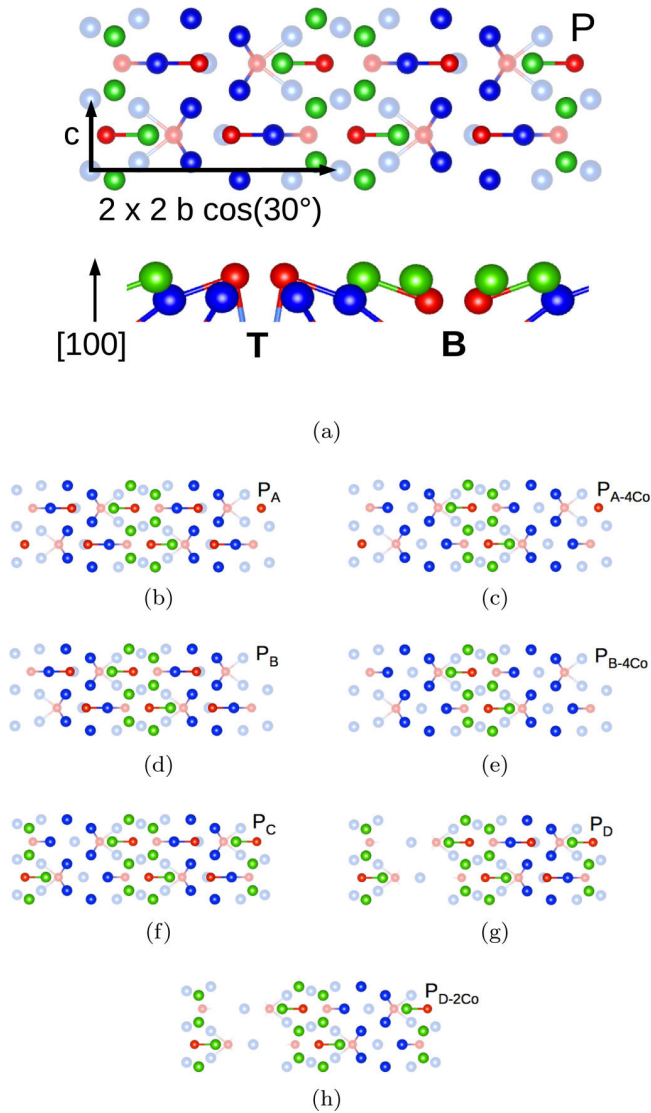 P
c
2 x 2 b cos(30°)
[100]
T
B
(a)
P_A
P_A-4Co
(b)
(c)
P_B
P_B-4Co
(d)
(e)
P_C
P_D
(f)
(g)
P_D-2Co
(h)